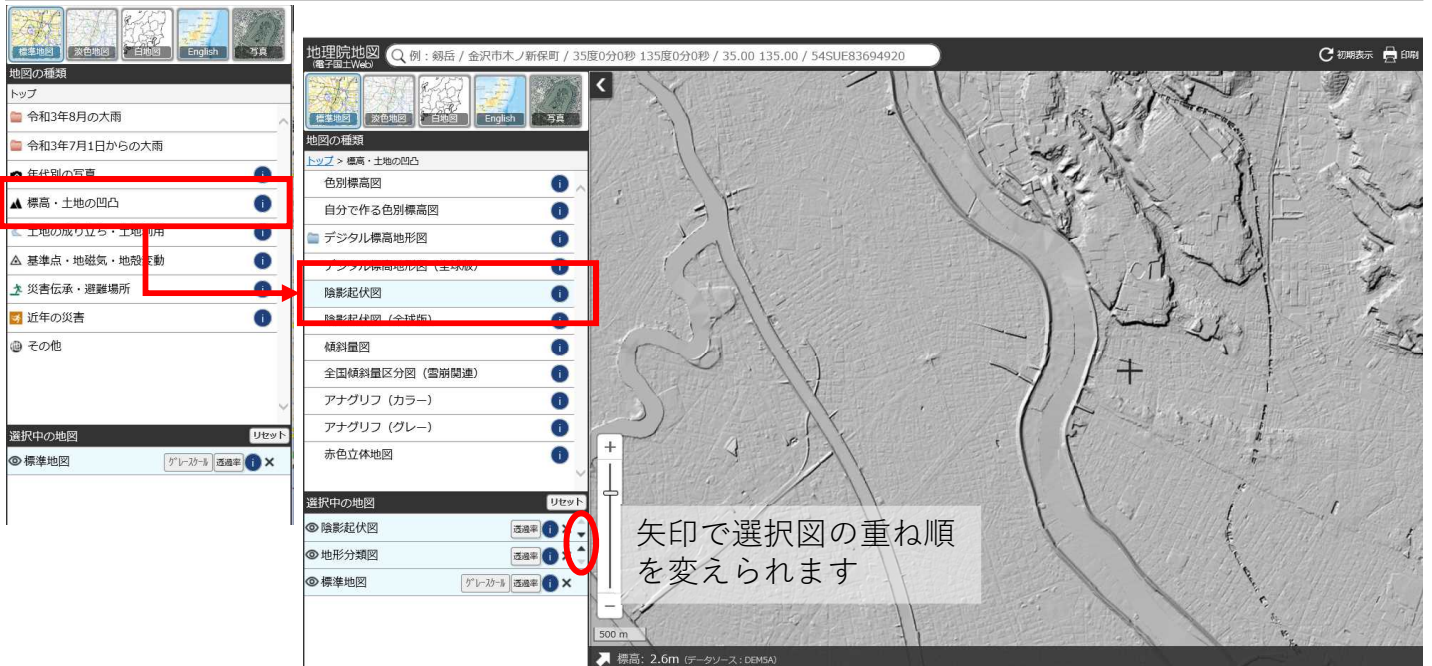 標準地図
淡色地図
白地図
English
写真
地図の種類
トップ
令和3年8月の大雨
令和3年7月1日からの大雨
年代別の写真
標高・土地の凹凸
土地の成り立ち・土地利用
基準点・地磁気・地殻変動
災害伝承・避難場所
近年の災害
その他
選択中の地図 リセット
標準地図 グレースケール 透過率
地理院地図
(電子国土Web)
例：剱岳 / 金沢市木ノ新保町 / 35度0分0秒 135度0分0秒 / 35.00 135.00 / 54SUE83694920
初期表示 印刷
標準地図
淡色地図
白地図
English
写真
地図の種類
トップ > 標高・土地の凹凸
色別標高図
自分で作る色別標高図
デジタル標高地形図
デジタル標高地形図（全球版）
陰影起伏図
陰影起伏図（全球版）
傾斜量図
全国傾斜量区分図（雪崩関連）
アナグリフ（カラー）
アナグリフ（グレー）
赤色立体地図
選択中の地図 リセット
陰影起伏図 透過率
地形分類図 透過率
標準地図 グレースケール 透過率
矢印で選択図の重ね順
を変えられます
500 m
標高: 2.6m (データソース：DEM5A)